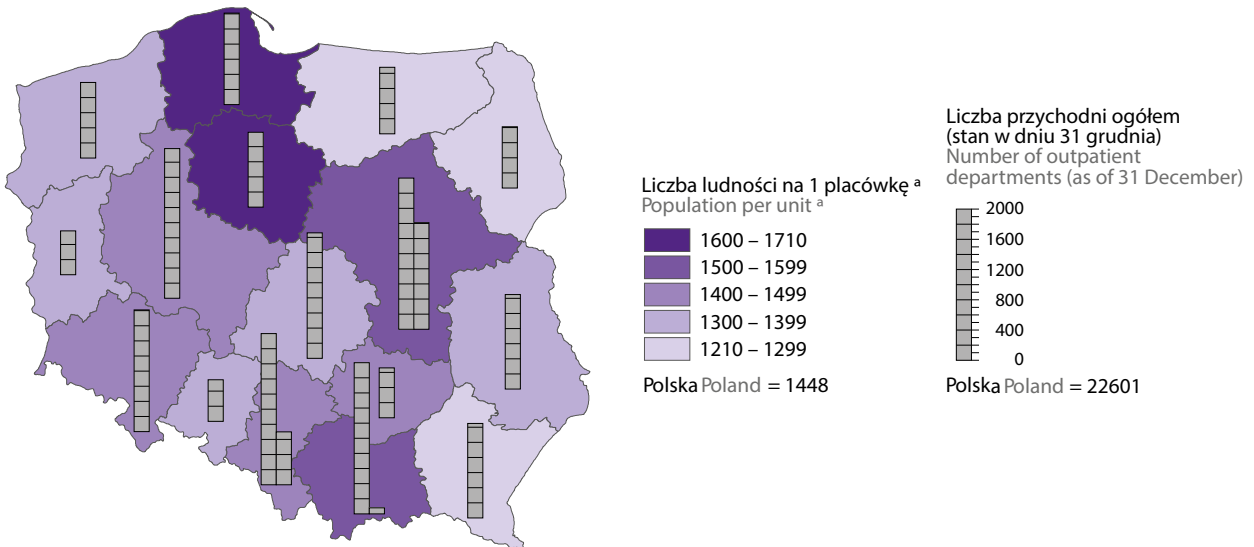 Liczba ludności na 1 placówkę ᵃ
Population per unit ᵃ
1600 – 1710
1500 – 1599
1400 – 1499
1300 – 1399
1210 – 1299
Polska Poland = 1448
Liczba przychodni ogółem
(stan w dniu 31 grudnia)
Number of outpatient
departments (as of 31 December)
2000
1600
1200
800
400
0
Polska Poland = 22601